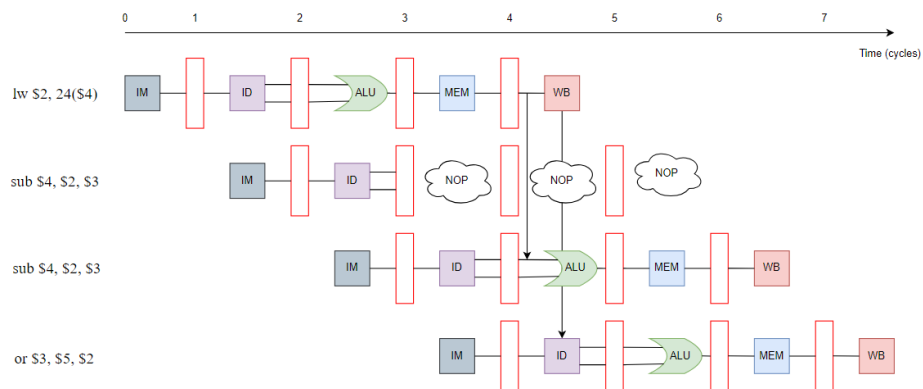 0 1 2 3 4 5 6 7
Time (cycles)
lw $2, 24($4) IM ID ALU MEM WB
sub $4, $2, $3 IM ID NOP NOP NOP
sub $4, $2, $3 IM ID ALU MEM WB
or $3, $5, $2 IM ID ALU MEM WB